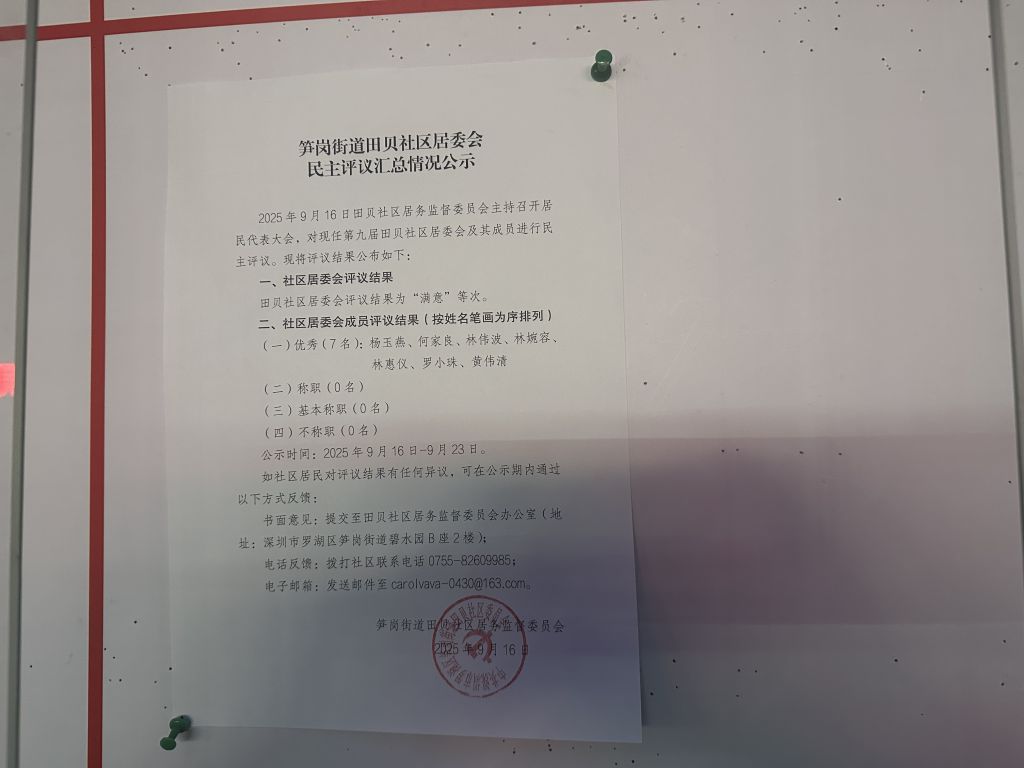 笋岗街道田贝社区居委会
民主评议汇总情况公示
2025年9月16日田贝社区居务监督委员会主持召开居
民代表大会，对现任第九届田贝社区居委会及其成员进行民
主评议。现将评议结果公布如下：
一、社区居委会评议结果
田贝社区居委会评议结果为“满意”等次。
二、社区居委会成员评议结果（按姓名笔画为序排列）
（一）优秀（7名）：杨玉燕、何家良、林伟波、林婉容、
林惠仪、罗小珠、黄伟清
（二）称职（0名）
（三）基本称职（0名）
（四）不称职（0名）
公示时间：2025年9月16日-9月23日。
如社区居民对评议结果有任何异议，可在公示期内通过
以下方式反馈：
书面意见：提交至田贝社区居务监督委员会办公室（地
址：深圳市罗湖区笋岗街道碧水园B座2楼）；
电话反馈：拨打社区联系电话0755-82609985；
电子邮箱：发送邮件至carolvava-0430@163.com。
笋岗街道田贝社区居务监督委员会
2025年9月16日